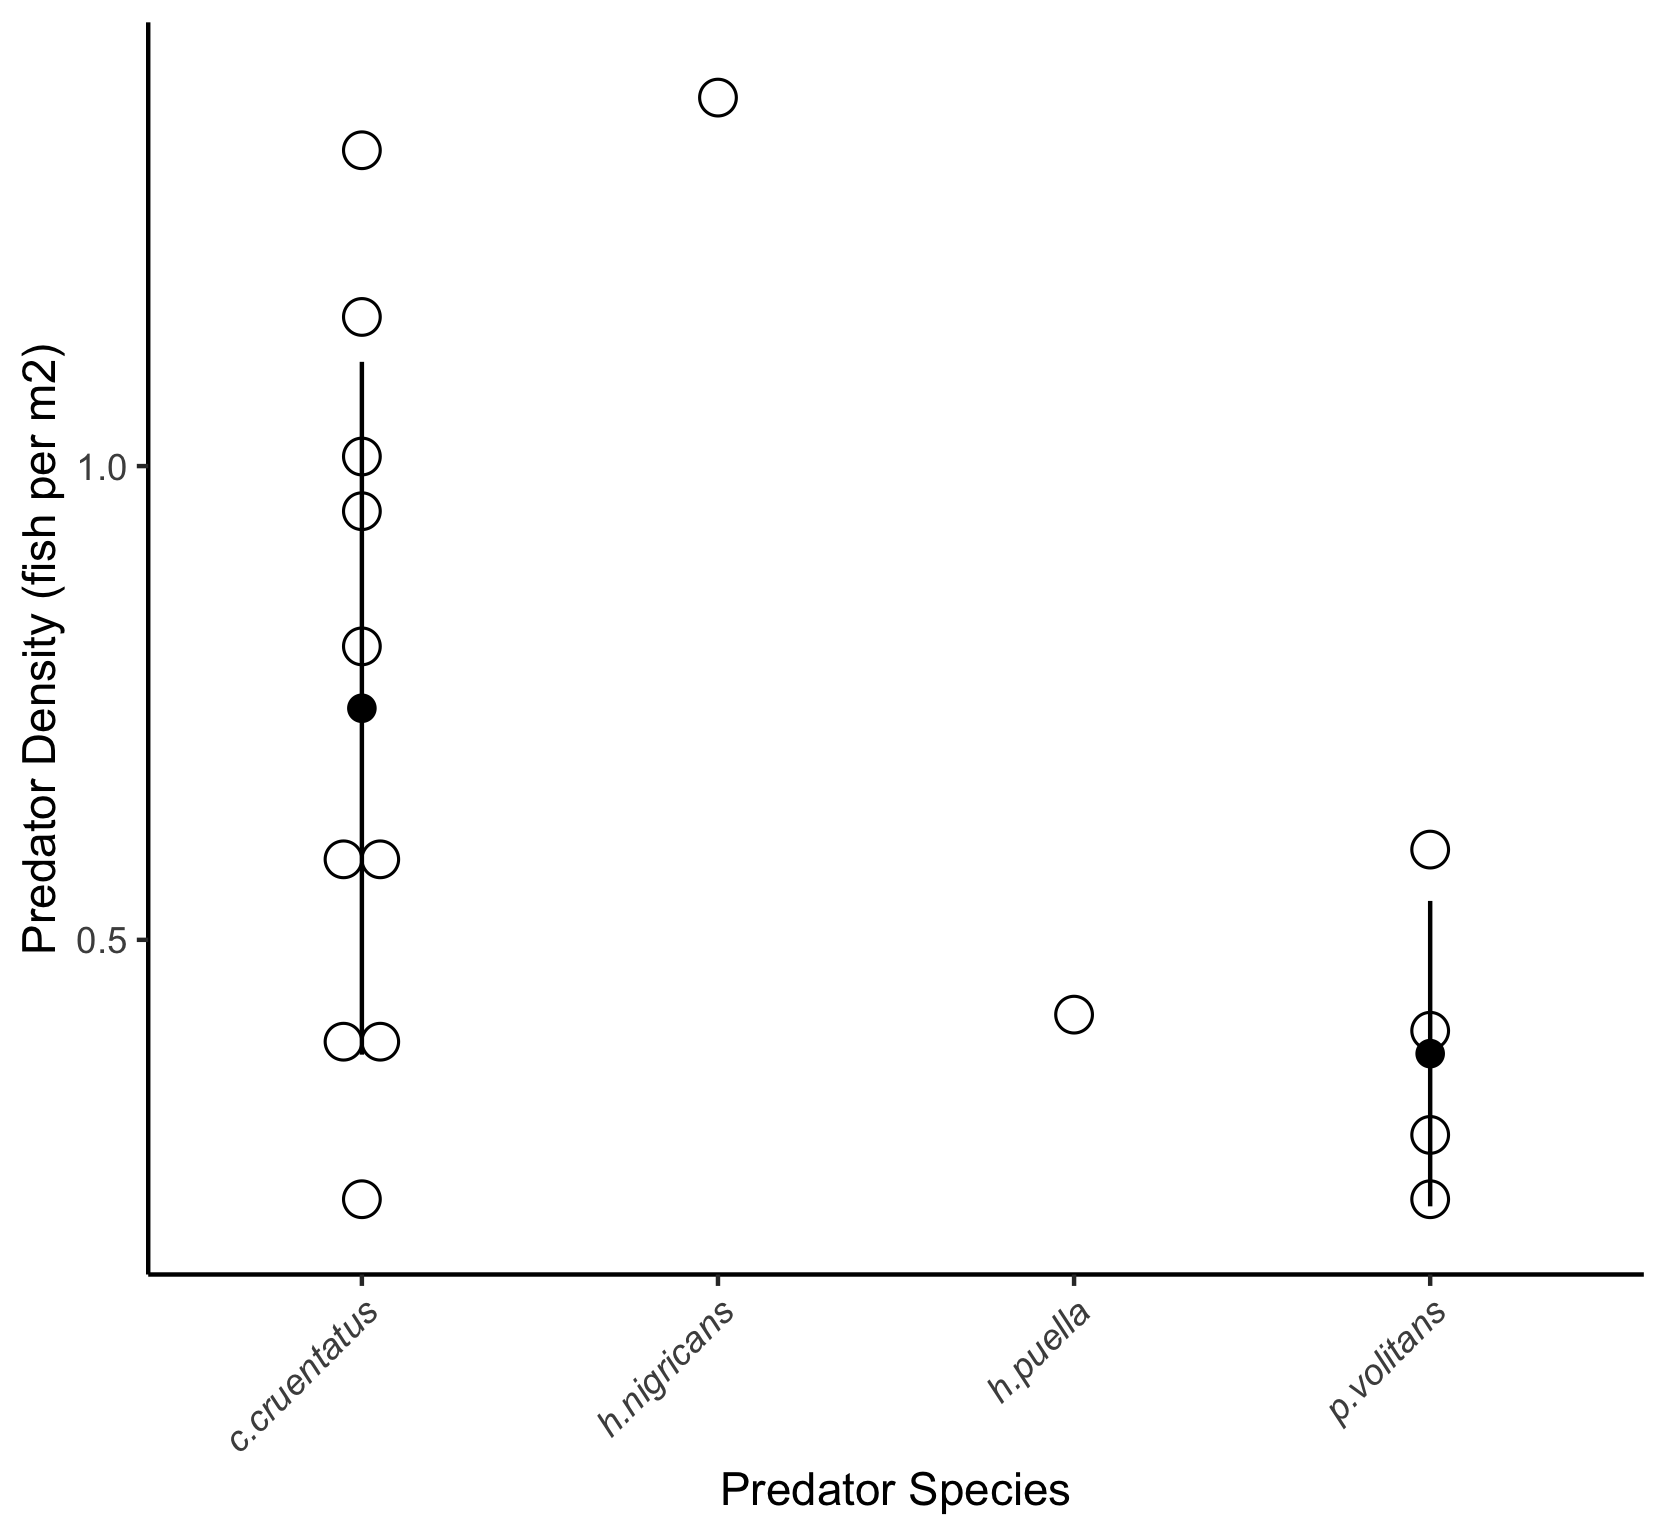 Predator Density (fish per m2)
1.0
0.5
c.cruentatus
h.nigricans
h.puella
p.volitans
Predator Species